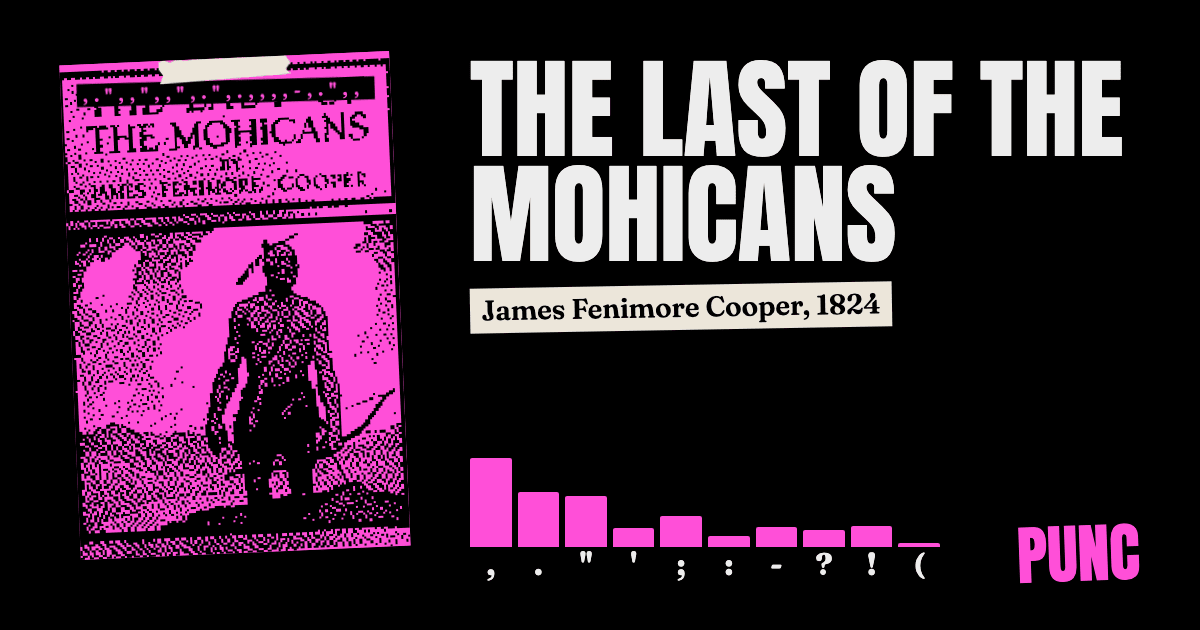 THE MOHICANS
BY
JAMES FENIMORE COOPER
THE LAST OF THE
MOHICANS
James Fenimore Cooper, 1824
, . " ' ; : - ? ! (
PUNC